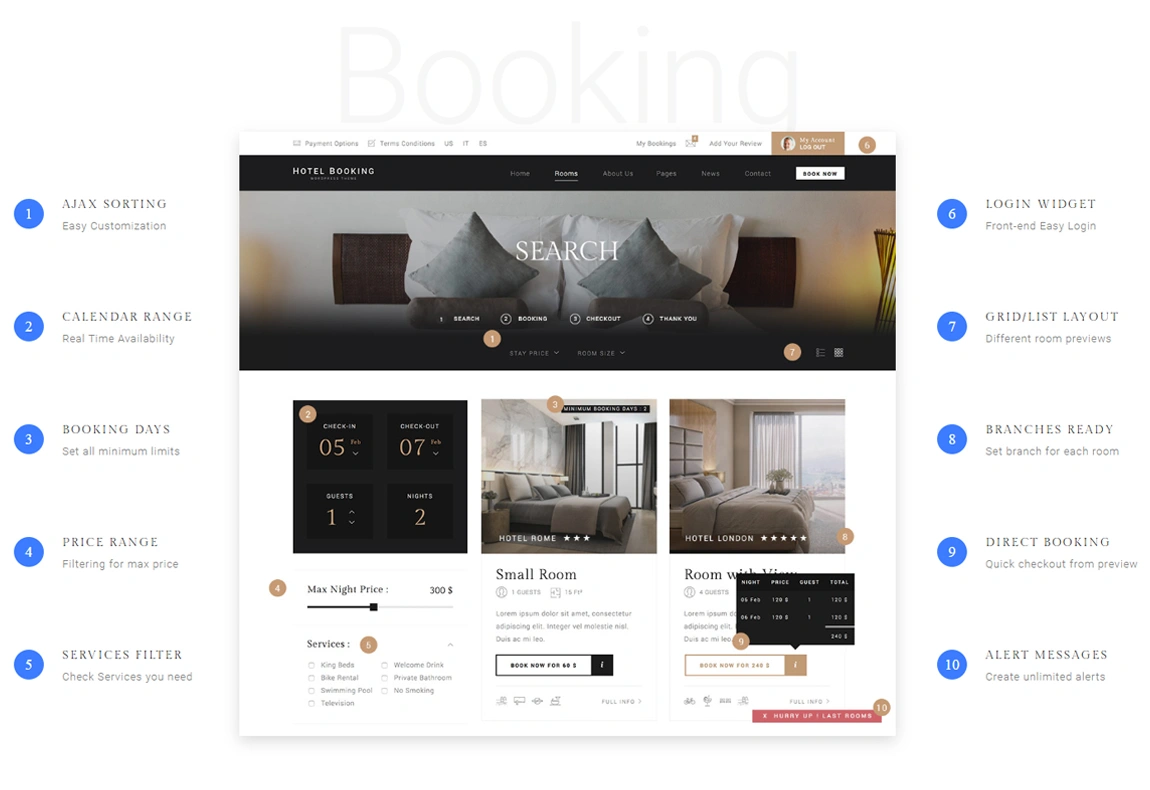 Booking
Payment Options Terms Conditions US IT ES
My Bookings Add Your Review
My Account
LOG OUT
6
HOTEL BOOKING
WORDPRESS THEME
Home Rooms About Us Pages News Contact BOOK NOW
1 AJAX SORTING
Easy Customization
2 CALENDAR RANGE
Real Time Availability
3 BOOKING DAYS
Set all minimum limits
4 PRICE RANGE
Filtering for max price
5 SERVICES FILTER
Check Services you need
SEARCH
1 SEARCH 2 BOOKING 3 CHECKOUT 4 THANK YOU
1
STAY PRICE ROOM SIZE
7
2
CHECK-IN CHECK-OUT
05 Feb 07 Feb
GUESTS NIGHTS
1 2
4
Max Night Price : 300 $
Services : 5
King Beds Welcome Drink
Bike Rental Private Bathroom
Swimming Pool No Smoking
Television
3
MINIMUM BOOKING DAYS : 2
HOTEL ROME
Small Room
1 GUESTS 15 FT²
Lorem ipsum dolor sit amet, consectetur
adipiscing elit. Integer vel molestie nisl.
Duis ac mi leo.
BOOK NOW FOR 60 $ i
FULL INFO
HOTEL LONDON
8
Room with View
4 GUESTS
Lorem ipsum do
adipiscing elit. In
Duis ac mi leo.
NIGHT PRICE GUEST TOTAL
05 Feb 120 $ 1 120 $
06 Feb 120 $ 1 120 $
240 $
9
BOOK NOW FOR 240 $ i
FULL INFO
10
X HURRY UP ! LAST ROOMS
6 LOGIN WIDGET
Front-end Easy Login
7 GRID/LIST LAYOUT
Different room previews
8 BRANCHES READY
Set branch for each room
9 DIRECT BOOKING
Quick checkout from preview
10 ALERT MESSAGES
Create unlimited alerts